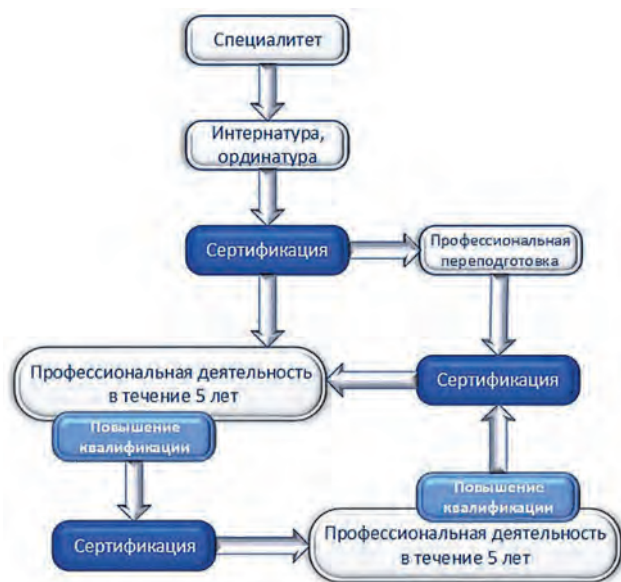 Специалитет
Интернатура,
ординатура
Сертификация
Профессиональная
переподготовка
Профессиональная деятельность
в течение 5 лет
Сертификация
Повышение
квалификации
Повышение
квалификации
Сертификация
Профессиональная деятельность
в течение 5 лет